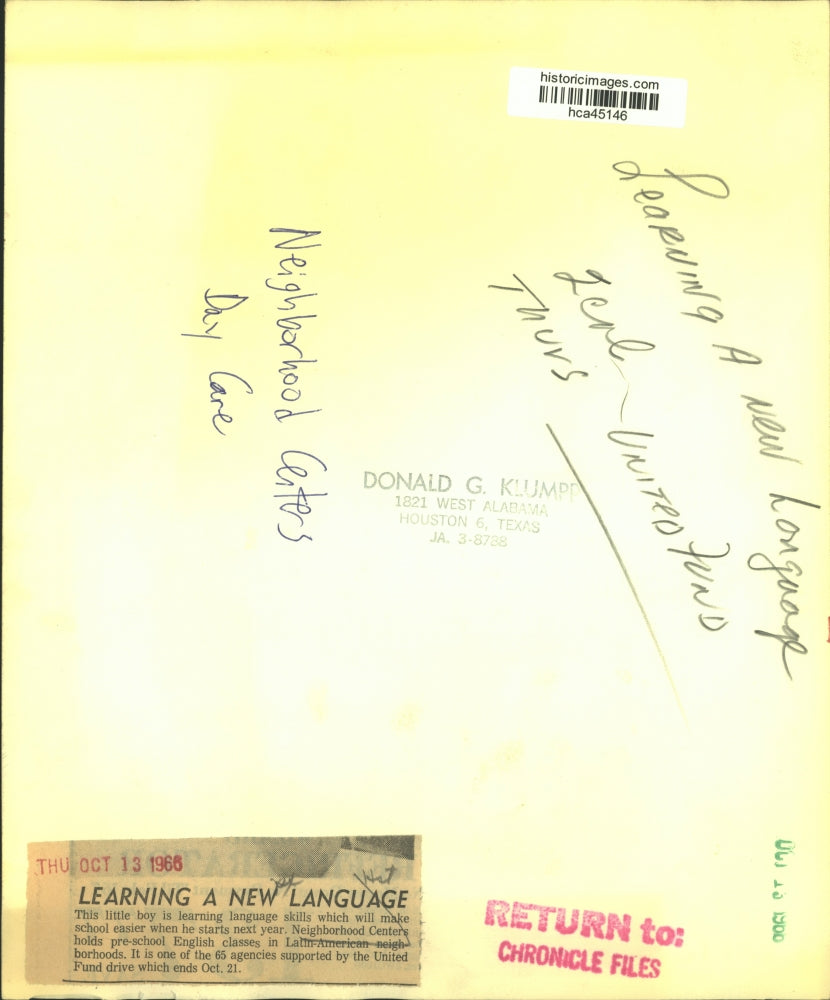 historicimages.com
hca45146
Learning A New Language
2 col - United Fund
Thurs
Neighborhood Centers
Day Care
DONALD G. KLUMPP
1821 WEST ALABAMA
HOUSTON 6, TEXAS
JA. 3-8788
THU OCT 13 1966
LEARNING A NEW LANGUAGE
This little boy is learning language skills which will make
school easier when he starts next year. Neighborhood Centers
holds pre-school English classes in Latin-American neigh-
borhoods. It is one of the 65 agencies supported by the United
Fund drive which ends Oct. 21.
RETURN to:
CHRONICLE FILES